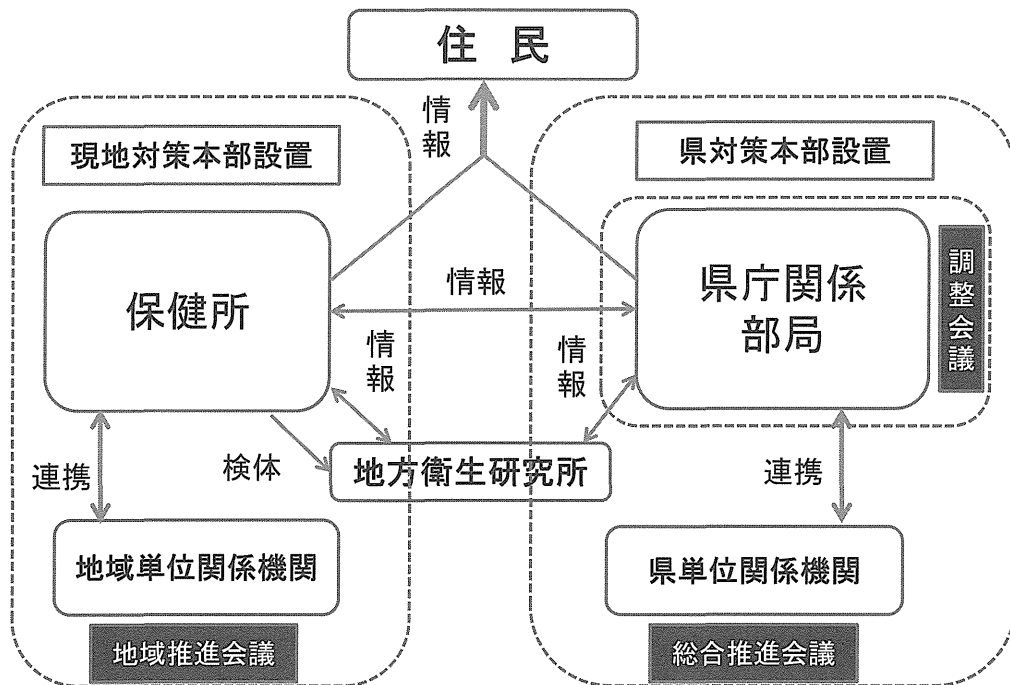 住 民
情
報
現地対策本部設置
県対策本部設置
保健所
情報
県庁関係
部局
調
整
会
議
情
報
情
報
連携
検体
地方衛生研究所
連携
地域単位関係機関
県単位関係機関
地域推進会議
総合推進会議